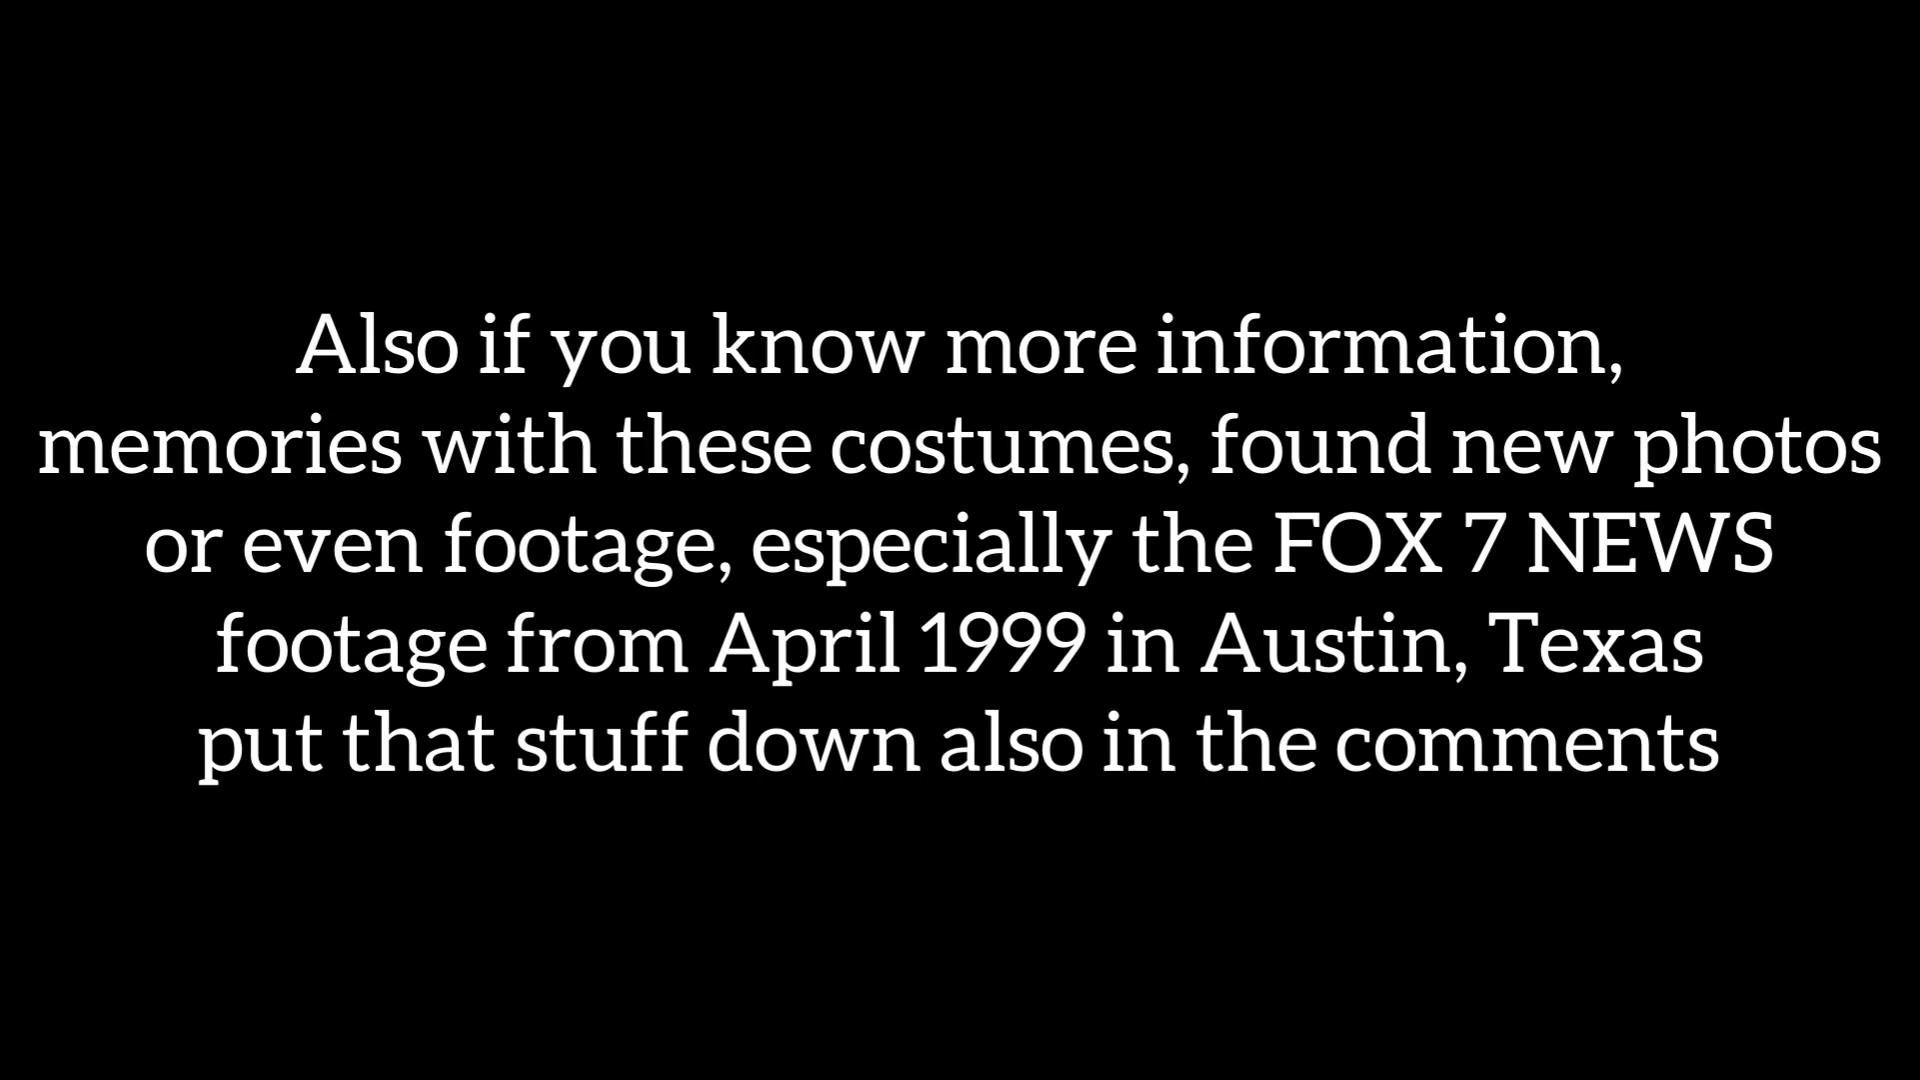 Also if you know more information,
memories with these costumes, found new photos
or even footage, especially the FOX 7 NEWS
footage from April 1999 in Austin, Texas
put that stuff down also in the comments